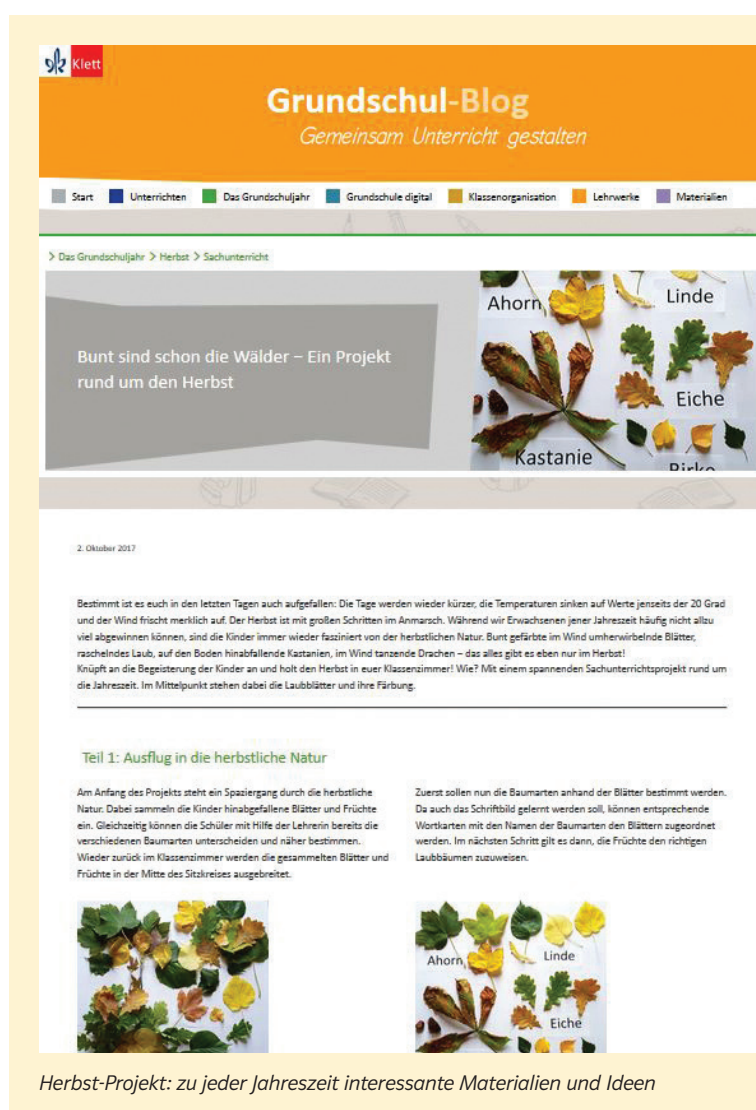 Klett
Grundschul-Blog
Gemeinsam Unterricht gestalten
Start Unterrichten Das Grundschuljahr Grundschule digital Klassenorganisation Lehrwerke Materialien
> Das Grundschuljahr > Herbst > Sachunterricht
Bunt sind schon die Wälder – Ein Projekt
rund um den Herbst
Ahorn
Linde
Eiche
Kastanie
Birke
2. Oktober 2017
Bestimmt ist es euch in den letzten Tagen auch aufgefallen: Die Tage werden wieder kürzer, die Temperaturen sinken auf Werte jenseits der 20 Grad
und der Wind frischt merklich auf. Der Herbst ist mit großen Schritten im Anmarsch. Während wir Erwachsenen jener Jahreszeit häufig nicht allzu
viel abgewinnen können, sind die Kinder immer wieder fasziniert von der herbstlichen Natur. Bunt gefärbte im Wind umherwirbelnde Blätter,
raschelndes Laub, auf den Boden hinabfallende Kastanien, im Wind tanzende Drachen – das alles gibt es eben nur im Herbst!
Knüpft an die Begeisterung der Kinder an und holt den Herbst in euer Klassenzimmer! Wie? Mit einem spannenden Sachunterrichtsprojekt rund um
die Jahreszeit. Im Mittelpunkt stehen dabei die Laubblätter und ihre Färbung.
Teil 1: Ausflug in die herbstliche Natur
Am Anfang des Projekts steht ein Spaziergang durch die herbstliche
Natur. Dabei sammeln die Kinder hinabgefallene Blätter und Früchte
ein. Gleichzeitig können die Schüler mit Hilfe der Lehrerin bereits die
verschiedenen Baumarten unterscheiden und näher bestimmen.
Wieder zurück im Klassenzimmer werden die gesammelten Blätter und
Früchte in der Mitte des Sitzkreises ausgebreitet.
Zuerst sollen nun die Baumarten anhand der Blätter bestimmt werden.
Da auch das Schriftbild gelernt werden soll, können entsprechende
Wortkarten mit den Namen der Baumarten den Blättern zugeordnet
werden. Im nächsten Schritt gilt es dann, die Früchte den richtigen
Laubbäumen zuzuweisen.
Ahorn
Linde
Eiche
Herbst-Projekt: zu jeder Jahreszeit interessante Materialien und Ideen